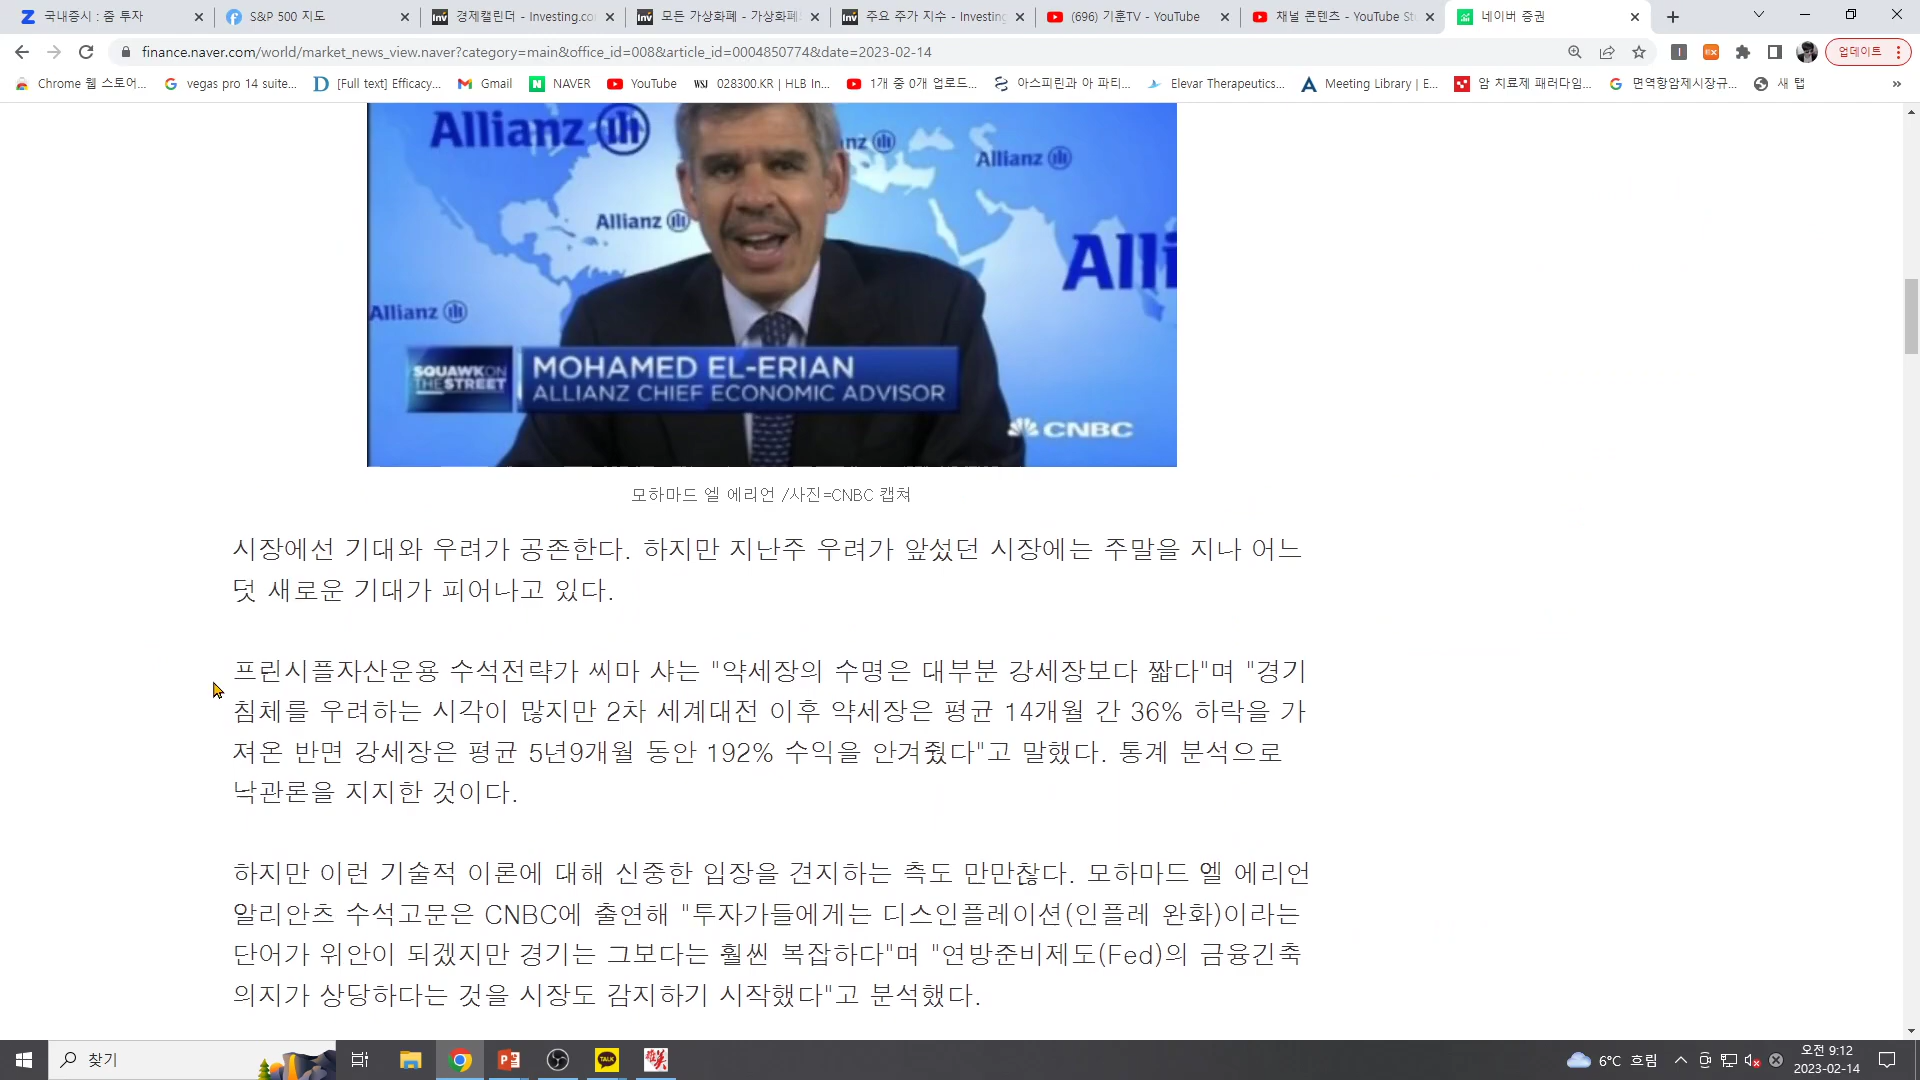 국내증시 : 줌 투자
S&P 500 지도
경제캘린더 - Investing.co
모든 가상화폐 - 가상화폐
주요 주가 지수 - Investing
(696) 기훈TV - YouTube
채널 콘텐츠 - YouTube St
네이버 증권
finance.naver.com/world/market_news_view.naver?category=main&office_id=008&article_id=0004850774&date=2023-02-14
업데이트
Chrome 웹 스토어...
vegas pro 14 suite...
[Full text] Efficacy...
Gmail
NAVER
YouTube
WSJ 028300.KR | HLB In...
1개 중 0개 업로드...
아스피린과 아 파티...
Elevar Therapeutics...
Meeting Library | E...
암 치료제 패러다임...
면역항암제시장규...
새 탭
Allianz
nz
Allianz
Allianz
Alli
Allianz
SQUAWK ON THE STREET
MOHAMED EL-ERIAN
ALLIANZ CHIEF ECONOMIC ADVISOR
CNBC
모하마드 엘 에리언 /사진=CNBC 캡쳐
시장에선 기대와 우려가 공존한다. 하지만 지난주 우려가 앞섰던 시장에는 주말을 지나 어느
덧 새로운 기대가 피어나고 있다.
프린시플자산운용 수석전략가 씨마 샤는 "약세장의 수명은 대부분 강세장보다 짧다"며 "경기
침체를 우려하는 시각이 많지만 2차 세계대전 이후 약세장은 평균 14개월 간 36% 하락을 가
져온 반면 강세장은 평균 5년9개월 동안 192% 수익을 안겨줬다"고 말했다. 통계 분석으로
낙관론을 지지한 것이다.
하지만 이런 기술적 이론에 대해 신중한 입장을 견지하는 측도 만만찮다. 모하마드 엘 에리언
알리안츠 수석고문은 CNBC에 출연해 "투자가들에게는 디스인플레이션(인플레 완화)이라는
단어가 위안이 되겠지만 경기는 그보다는 훨씬 복잡하다"며 "연방준비제도(Fed)의 금융긴축
의지가 상당하다는 것을 시장도 감지하기 시작했다"고 분석했다.
찾기
6°C 흐림
오전 9:12
2023-02-14